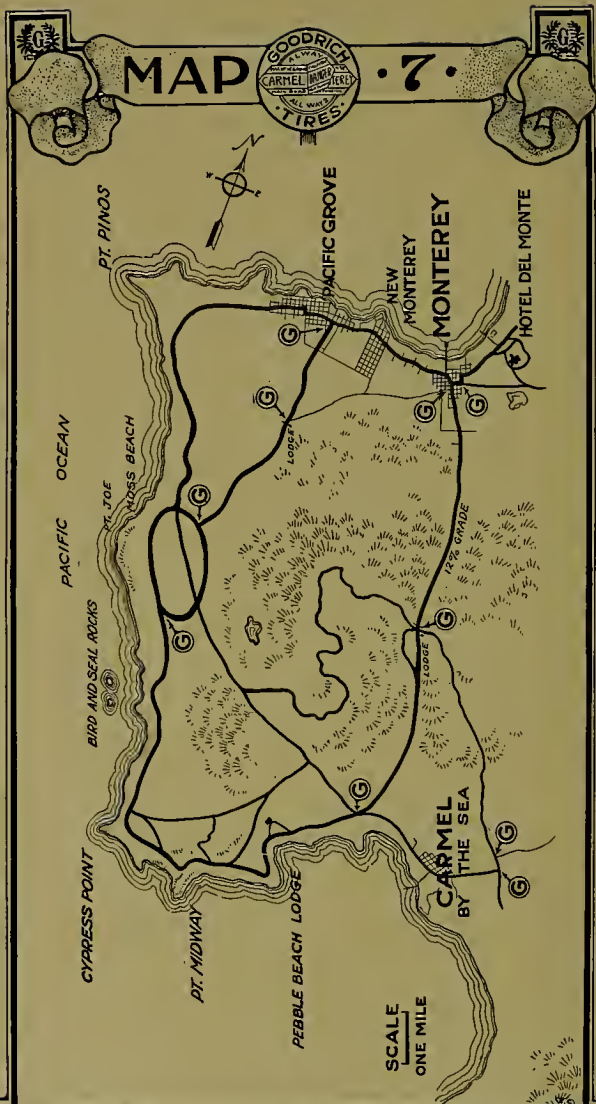 G
MAP
GOODRICH
ALL WAYS
CARMEL
TIRES
· 7 ·
G
N
W
E
PT. PINOS
PACIFIC GROVE
NEW
MONTEREY
MONTEREY
HOTEL DEL MONTE
G
G
G
G
LODGE
PACIFIC OCEAN
MOSS BEACH
PT. JOE
G
G
BIRD AND SEAL ROCKS
12% GRADE
G
LODGE
G
CYPRESS POINT
PT. MIDWAY
PEBBLE BEACH LODGE
CARMEL
BY THE SEA
G
G
SCALE
ONE MILE